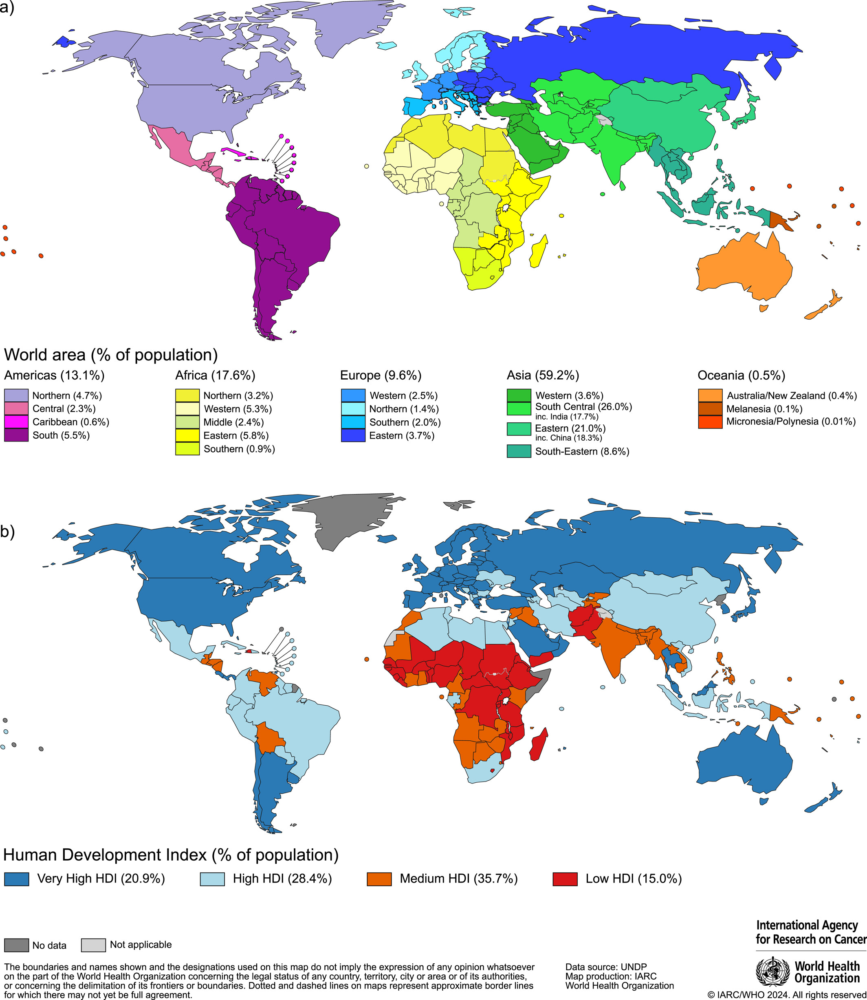 a)
World area (% of population)
Americas (13.1%)
Northern (4.7%)
Central (2.3%)
Caribbean (0.6%)
South (5.5%)
Africa (17.6%)
Northern (3.2%)
Western (5.3%)
Middle (2.4%)
Eastern (5.8%)
Southern (0.9%)
Europe (9.6%)
Western (2.5%)
Northern (1.4%)
Southern (2.0%)
Eastern (3.7%)
Asia (59.2%)
Western (3.6%)
South Central (26.0%)
inc. India (17.7%)
Eastern (21.0%)
inc. China (18.3%)
South-Eastern (8.6%)
Oceania (0.5%)
Australia/New Zealand (0.4%)
Melanesia (0.1%)
Micronesia/Polynesia (0.01%)
b)
Human Development Index (% of population)
Very High HDI (20.9%)
High HDI (28.4%)
Medium HDI (35.7%)
Low HDI (15.0%)
No data
Not applicable
International Agency
for Research on Cancer
World Health
Organization
The boundaries and names shown and the designations used on this map do not imply the expression of any opinion whatsoever
on the part of the World Health Organization concerning the legal status of any country, territory, city or area or of its authorities,
or concerning the delimitation of its frontiers or boundaries. Dotted and dashed lines on maps represent approximate border lines
for which there may not yet be full agreement.
Data source: UNDP
Map production: IARC
World Health Organization
© IARC/WHO 2024. All rights reserved